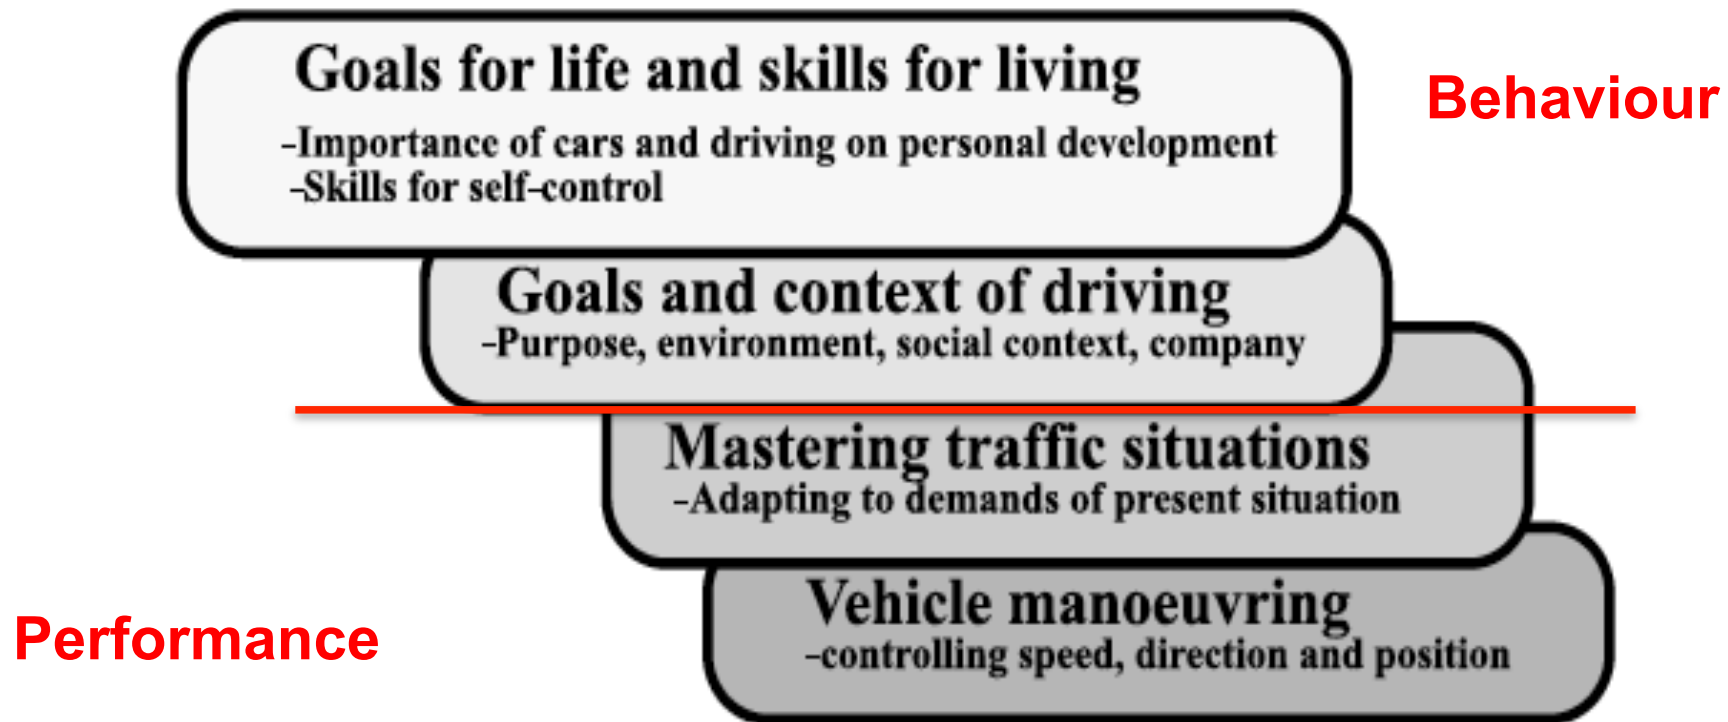 Goals for life and skills for living
Behaviour
-Importance of cars and driving on personal development
-Skills for self-control
Goals and context of driving
-Purpose, environment, social context, company
Mastering traffic situations
-Adapting to demands of present situation
Vehicle manoeuvring
Performance
-controlling speed, direction and position